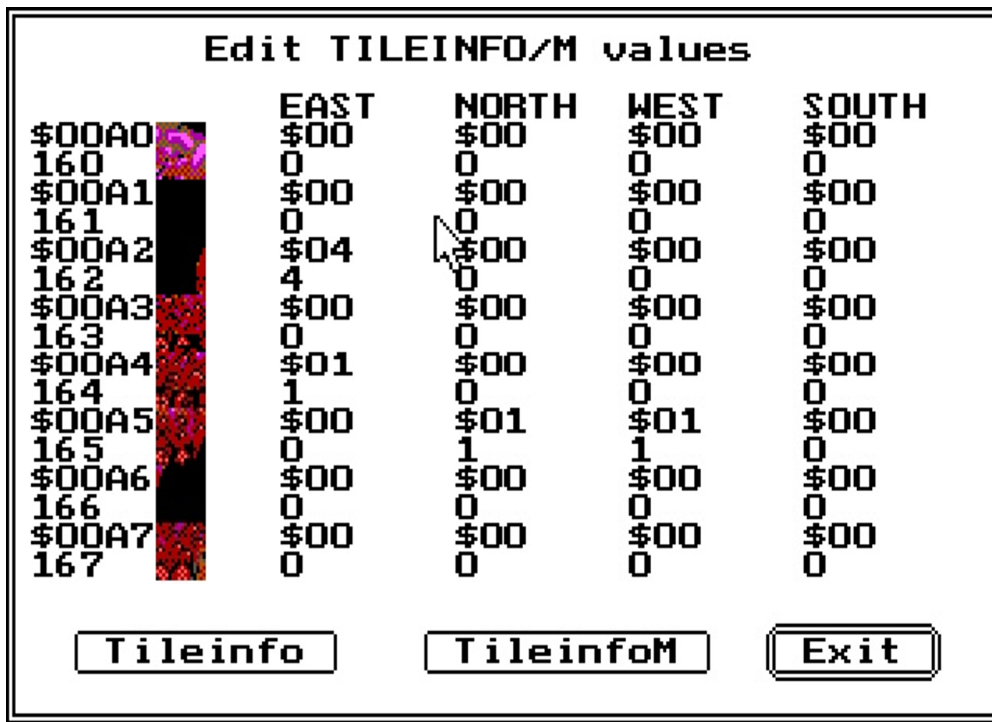 Edit TILEINFO/M values
EAST NORTH WEST SOUTH
$00A0 $00 $00 $00 $00
160 0 0 0 0
$00A1 $00 $00 $00 $00
161 0 0 0 0
$00A2 $04 $00 $00 $00
162 4 0 0 0
$00A3 $00 $00 $00 $00
163 0 0 0 0
$00A4 $01 $00 $00 $00
164 1 0 0 0
$00A5 $00 $01 $01 $00
165 0 1 1 0
$00A6 $00 $00 $00 $00
166 0 0 0 0
$00A7 $00 $00 $00 $00
167 0 0 0 0
Tileinfo TileinfoM Exit